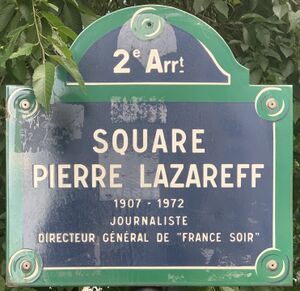 2e Arrt
SQUARE
PIERRE LAZAREFF
1907 - 1972
JOURNALISTE
DIRECTEUR GÉNÉRAL DE "FRANCE SOIR"